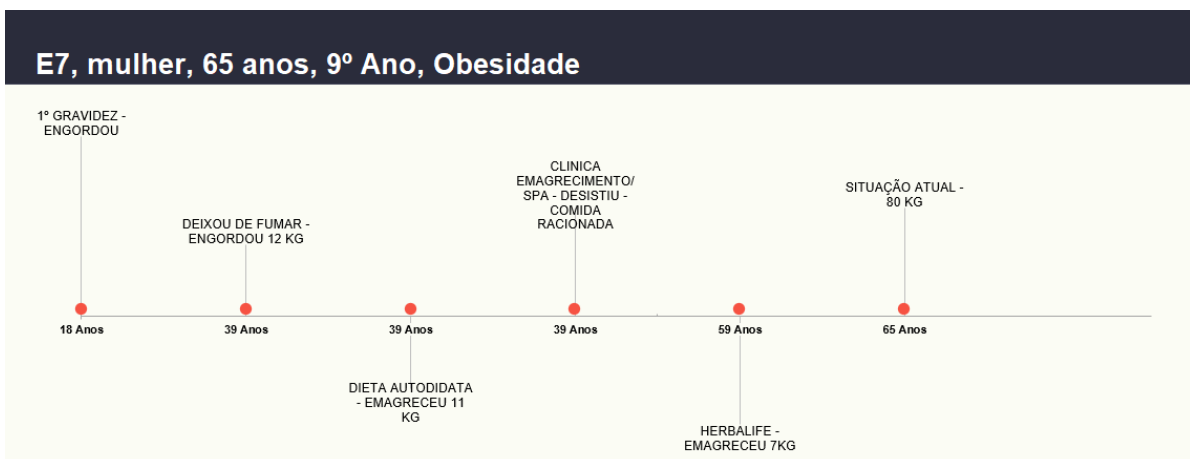 E7, mulher, 65 anos, 9º Ano, Obesidade
1º GRAVIDEZ -
ENGORDOU
DEIXOU DE FUMAR -
ENGORDOU 12 KG
CLINICA
EMAGRECIMENTO/
SPA - DESISTIU -
COMIDA
RACIONADA
SITUAÇÃO ATUAL -
80 KG
18 Anos
39 Anos
39 Anos
39 Anos
59 Anos
65 Anos
DIETA AUTODIDATA
- EMAGRECEU 11
KG
HERBALIFE -
EMAGRECEU 7KG